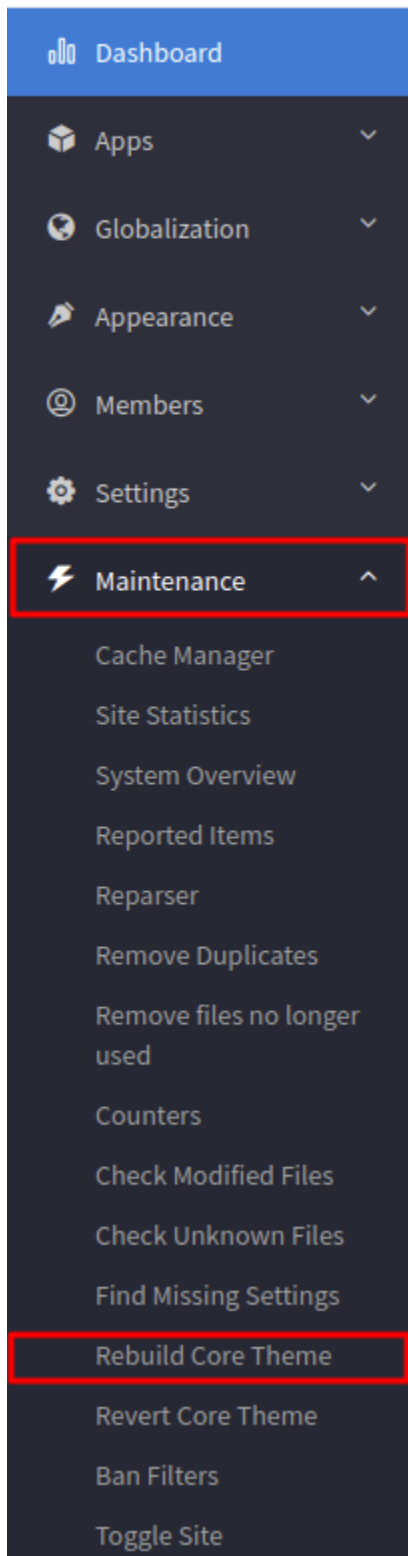 Dashboard
Apps
Globalization
Appearance
Members
Settings
Maintenance
Cache Manager
Site Statistics
System Overview
Reported Items
Reparser
Remove Duplicates
Remove files no longer
used
Counters
Check Modified Files
Check Unknown Files
Find Missing Settings
Rebuild Core Theme
Revert Core Theme
Ban Filters
Toggle Site